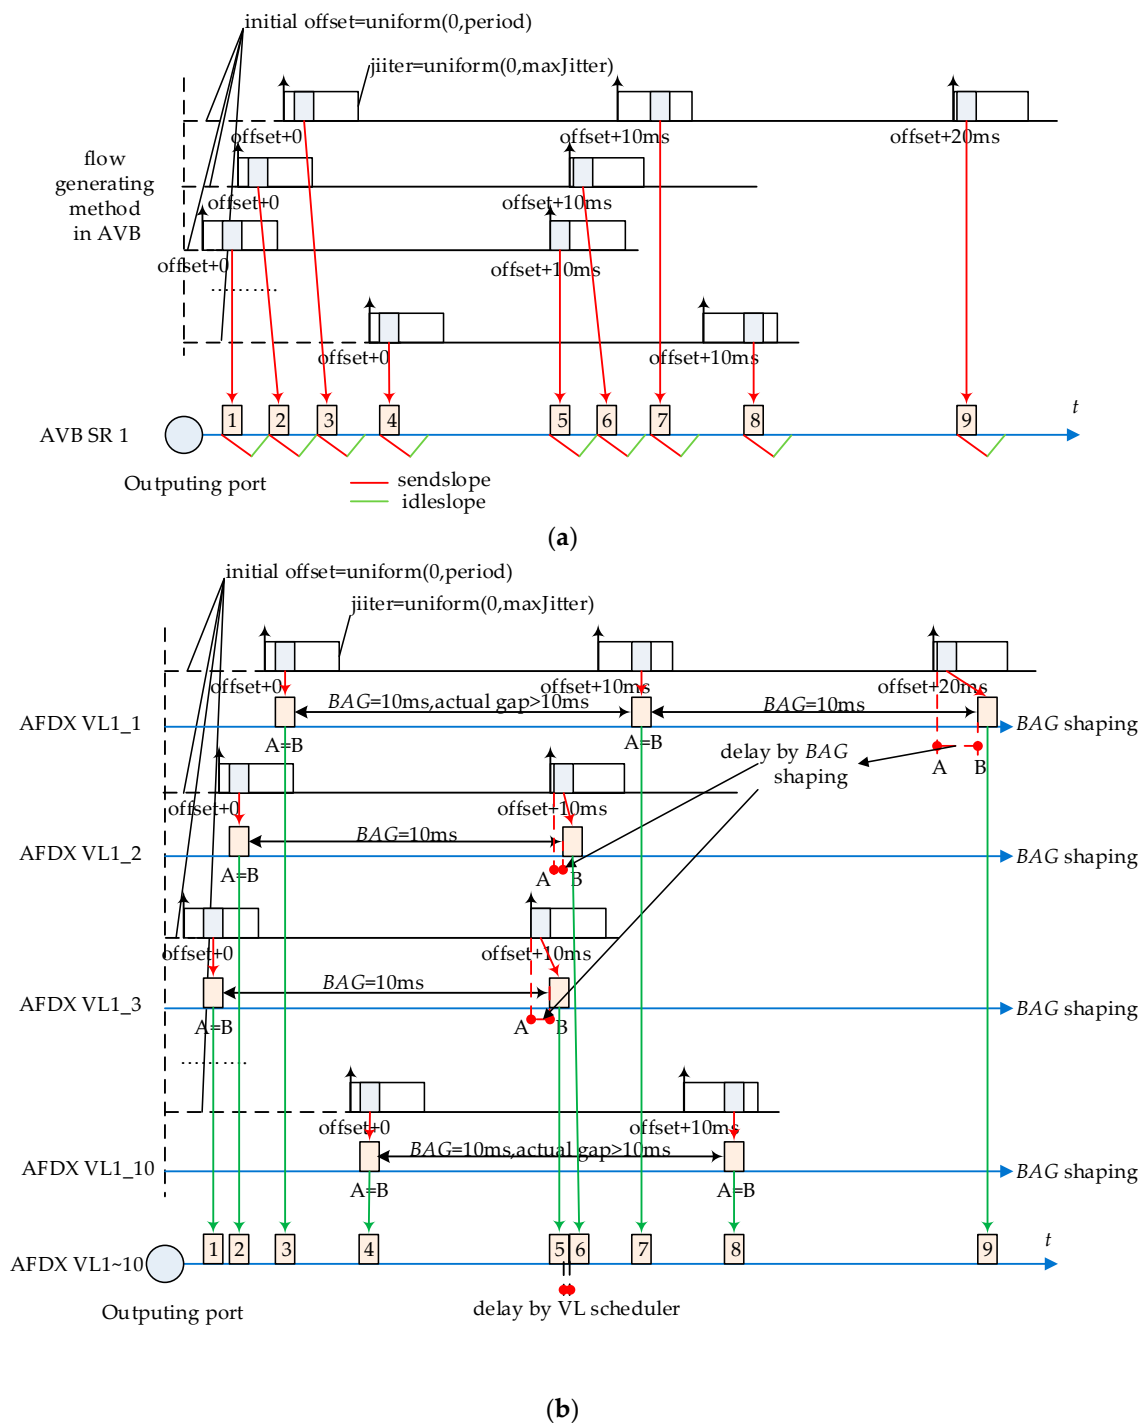 initial offset=uniform(0,period)
jiiter=uniform(0,maxJitter)
offset+0
offset+10ms
offset+20ms
flow
generating
method
in AVB
offset+0
offset+10ms
offset+0
offset+10ms
...........
offset+0
offset+10ms
AVB SR 1
1
2
3
4
5
6
7
8
9
t
Outputing port
sendslope
idleslope
(a)
initial offset=uniform(0,period)
jiiter=uniform(0,maxJitter)
offset+0
offset+10ms
offset+20ms
BAG=10ms,actual gap>10ms
BAG=10ms
AFDX VL1_1
BAG shaping
A=B
A=B
delay by BAG
shaping
A
B
offset+0
offset+10ms
BAG=10ms
AFDX VL1_2
BAG shaping
A=B
A
B
offset+0
offset+10ms
BAG=10ms
AFDX VL1_3
BAG shaping
A=B
A
B
...........
offset+0
offset+10ms
BAG=10ms,actual gap>10ms
AFDX VL1_10
BAG shaping
A=B
A=B
AFDX VL1~10
1
2
3
4
5
6
7
8
9
t
Outputing port
delay by VL scheduler
(b)